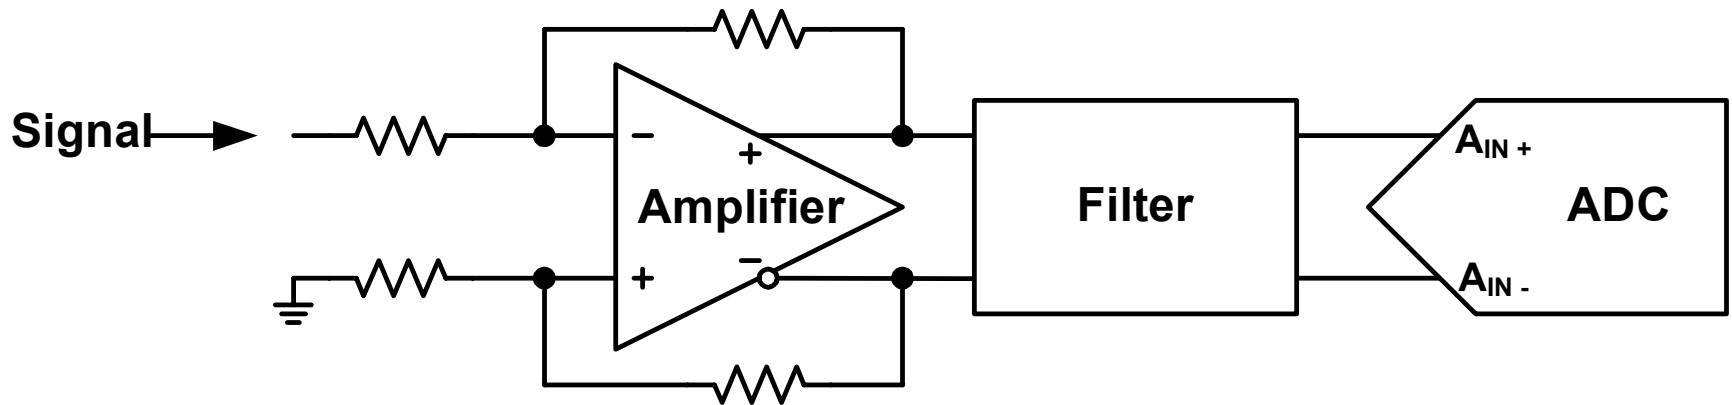 Signal
−
+
Amplifier
−
+
Filter
AIN +
ADC
AIN -